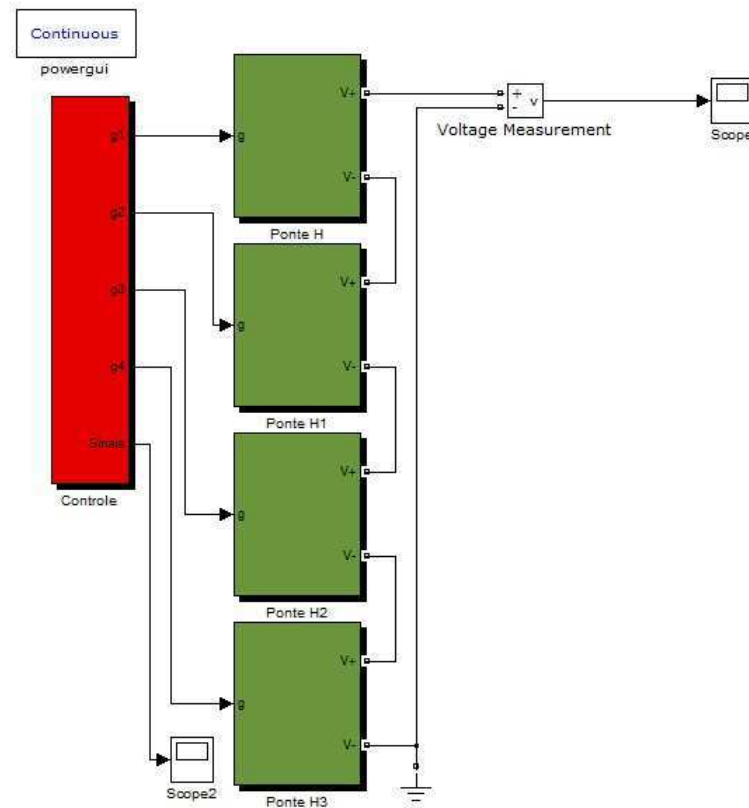 Continuous
powergui
g1
g2
g3
g4
Sinais
Controle
g
V+
V-
Ponte H
g
V+
V-
Ponte H1
g
V+
V-
Ponte H2
g
V+
V-
Ponte H3
+
-
v
Voltage Measurement
Scope
Scope2